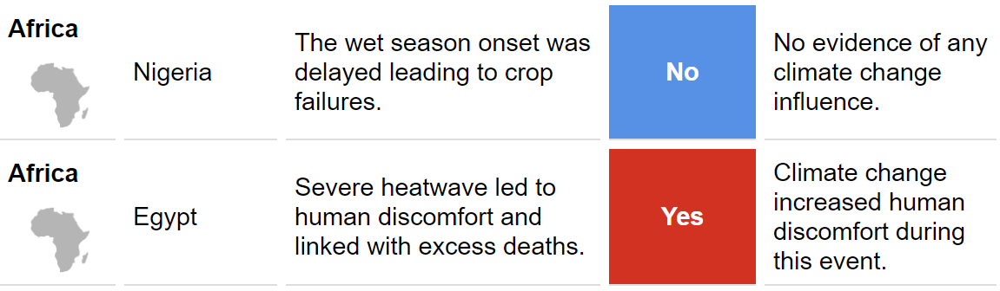 Africa
Nigeria
The wet season onset was
delayed leading to crop
failures.
No
No evidence of any
climate change
influence.
Africa
Egypt
Severe heatwave led to
human discomfort and
linked with excess deaths.
Yes
Climate change
increased human
discomfort during
this event.